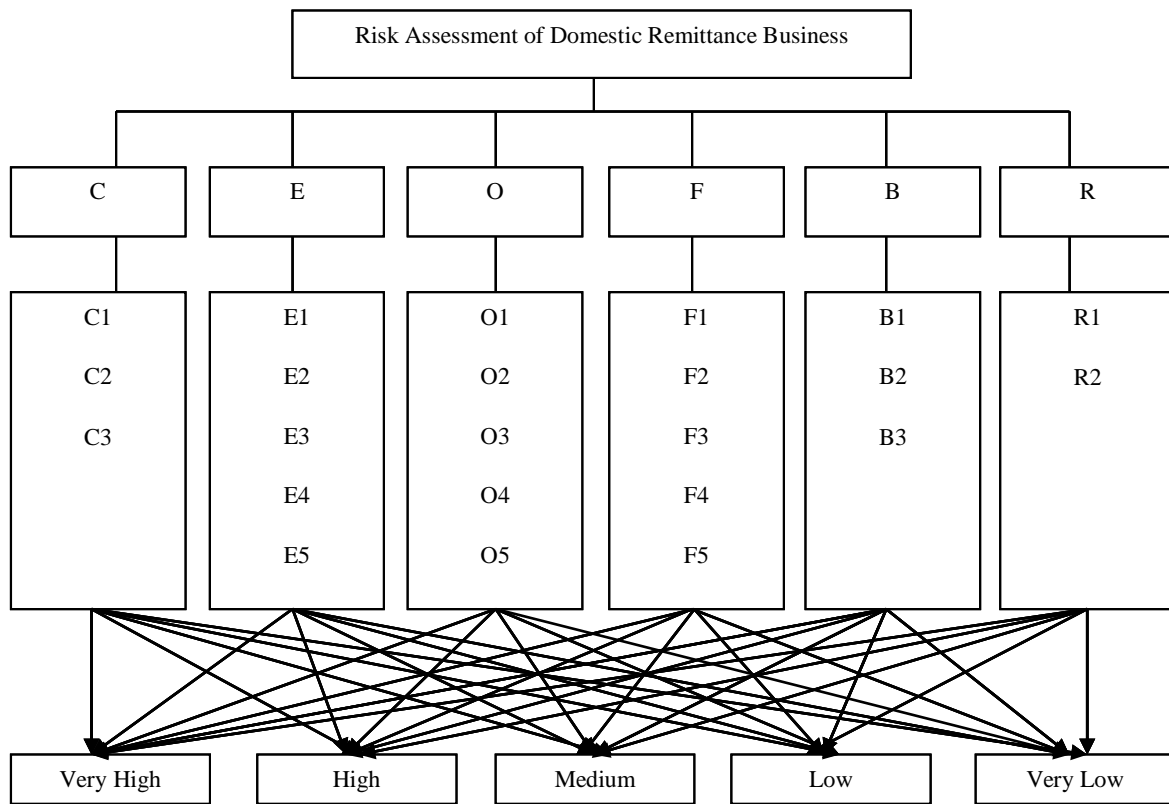 Risk Assessment of Domestic Remittance Business
C
E
O
F
B
R
C1
C2
C3
E1
E2
E3
E4
E5
O1
O2
O3
O4
O5
F1
F2
F3
F4
F5
B1
B2
B3
R1
R2
Very High
High
Medium
Low
Very Low